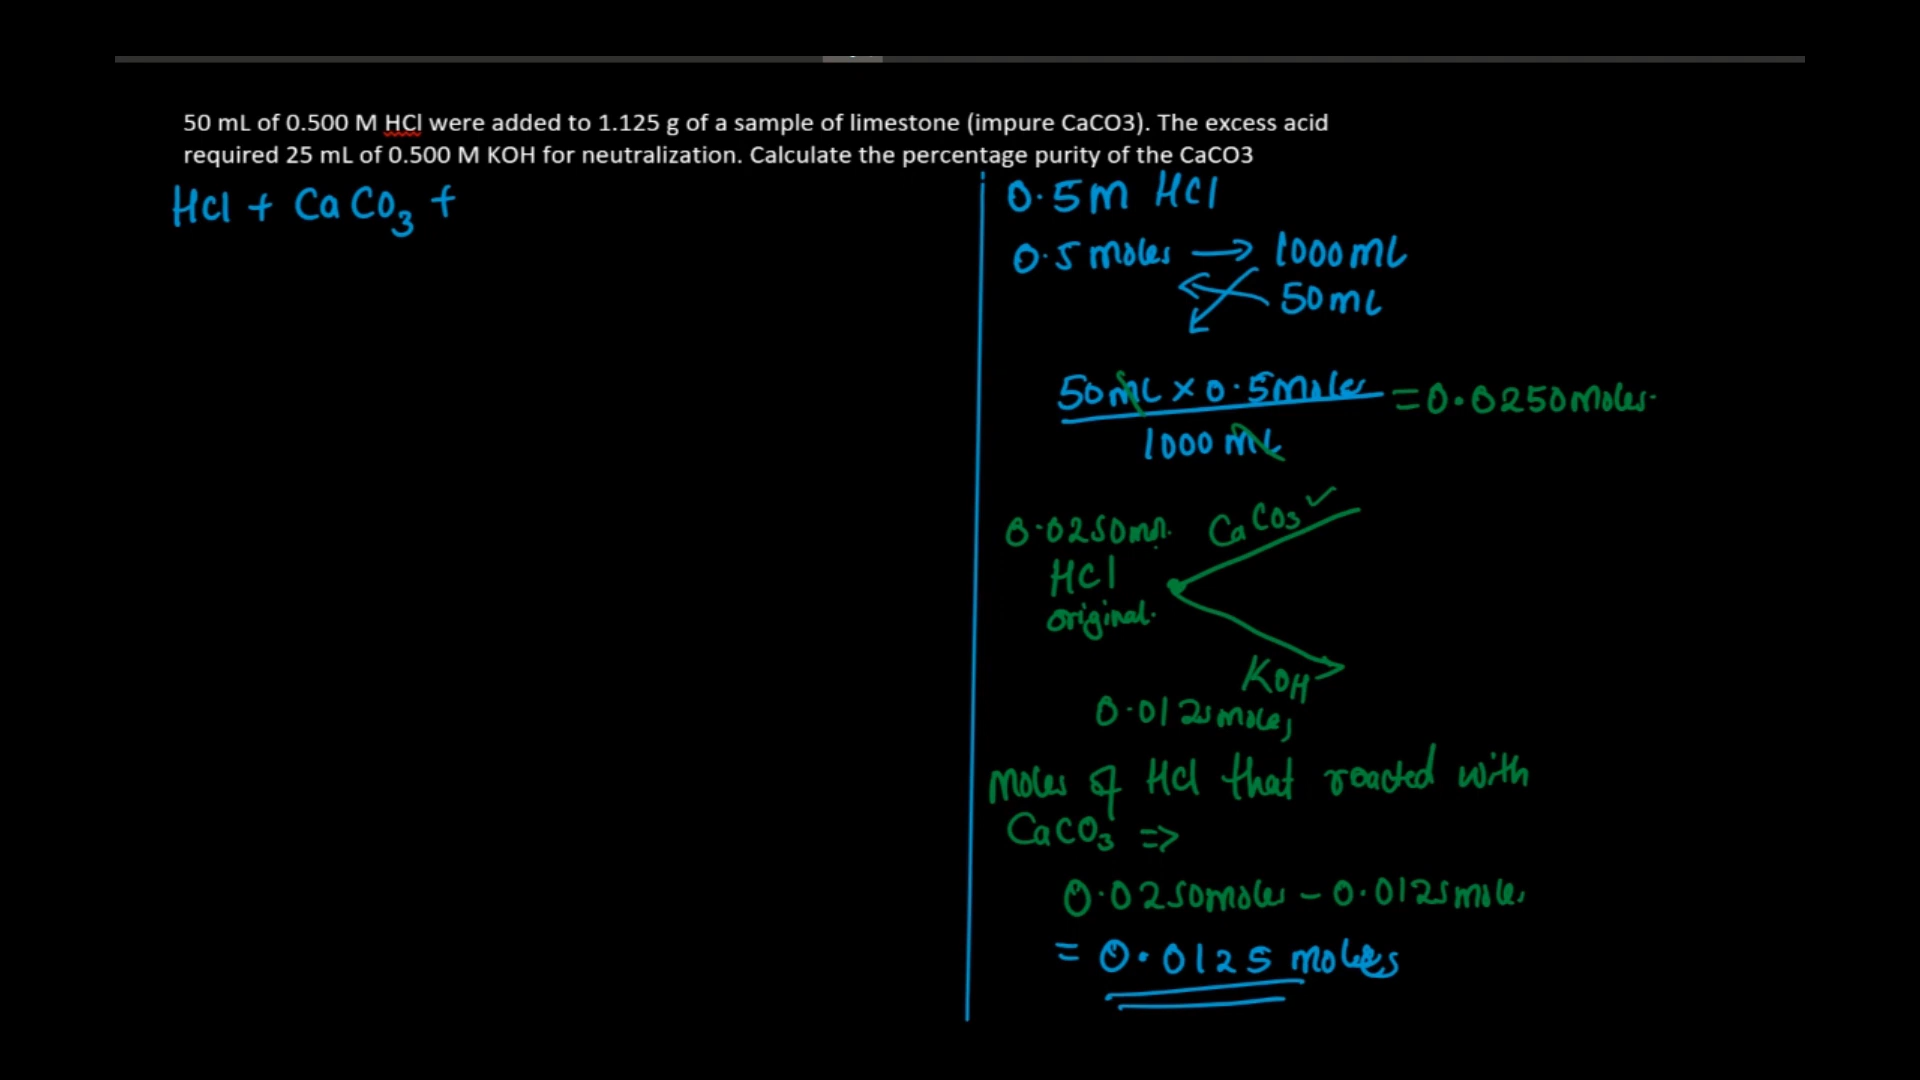 50 mL of 0.500 M HCl were added to 1.125 g of a sample of limestone (impure CaCO3). The excess acid
required 25 mL of 0.500 M KOH for neutralization. Calculate the percentage purity of the CaCO3
HCl + CaCO₃ +
0.5m HCl
0.5 moles → 1000mL
50mL
50mL × 0.5moles = 0.0250moles.
1000 mL
0.0250mol. CaCO₃ ✓
HCl
original.
KOH
0.0125moles
moles of HCl that reacted with
CaCO₃ ⇒
0.0250moles - 0.0125moles
= 0.0125 moles